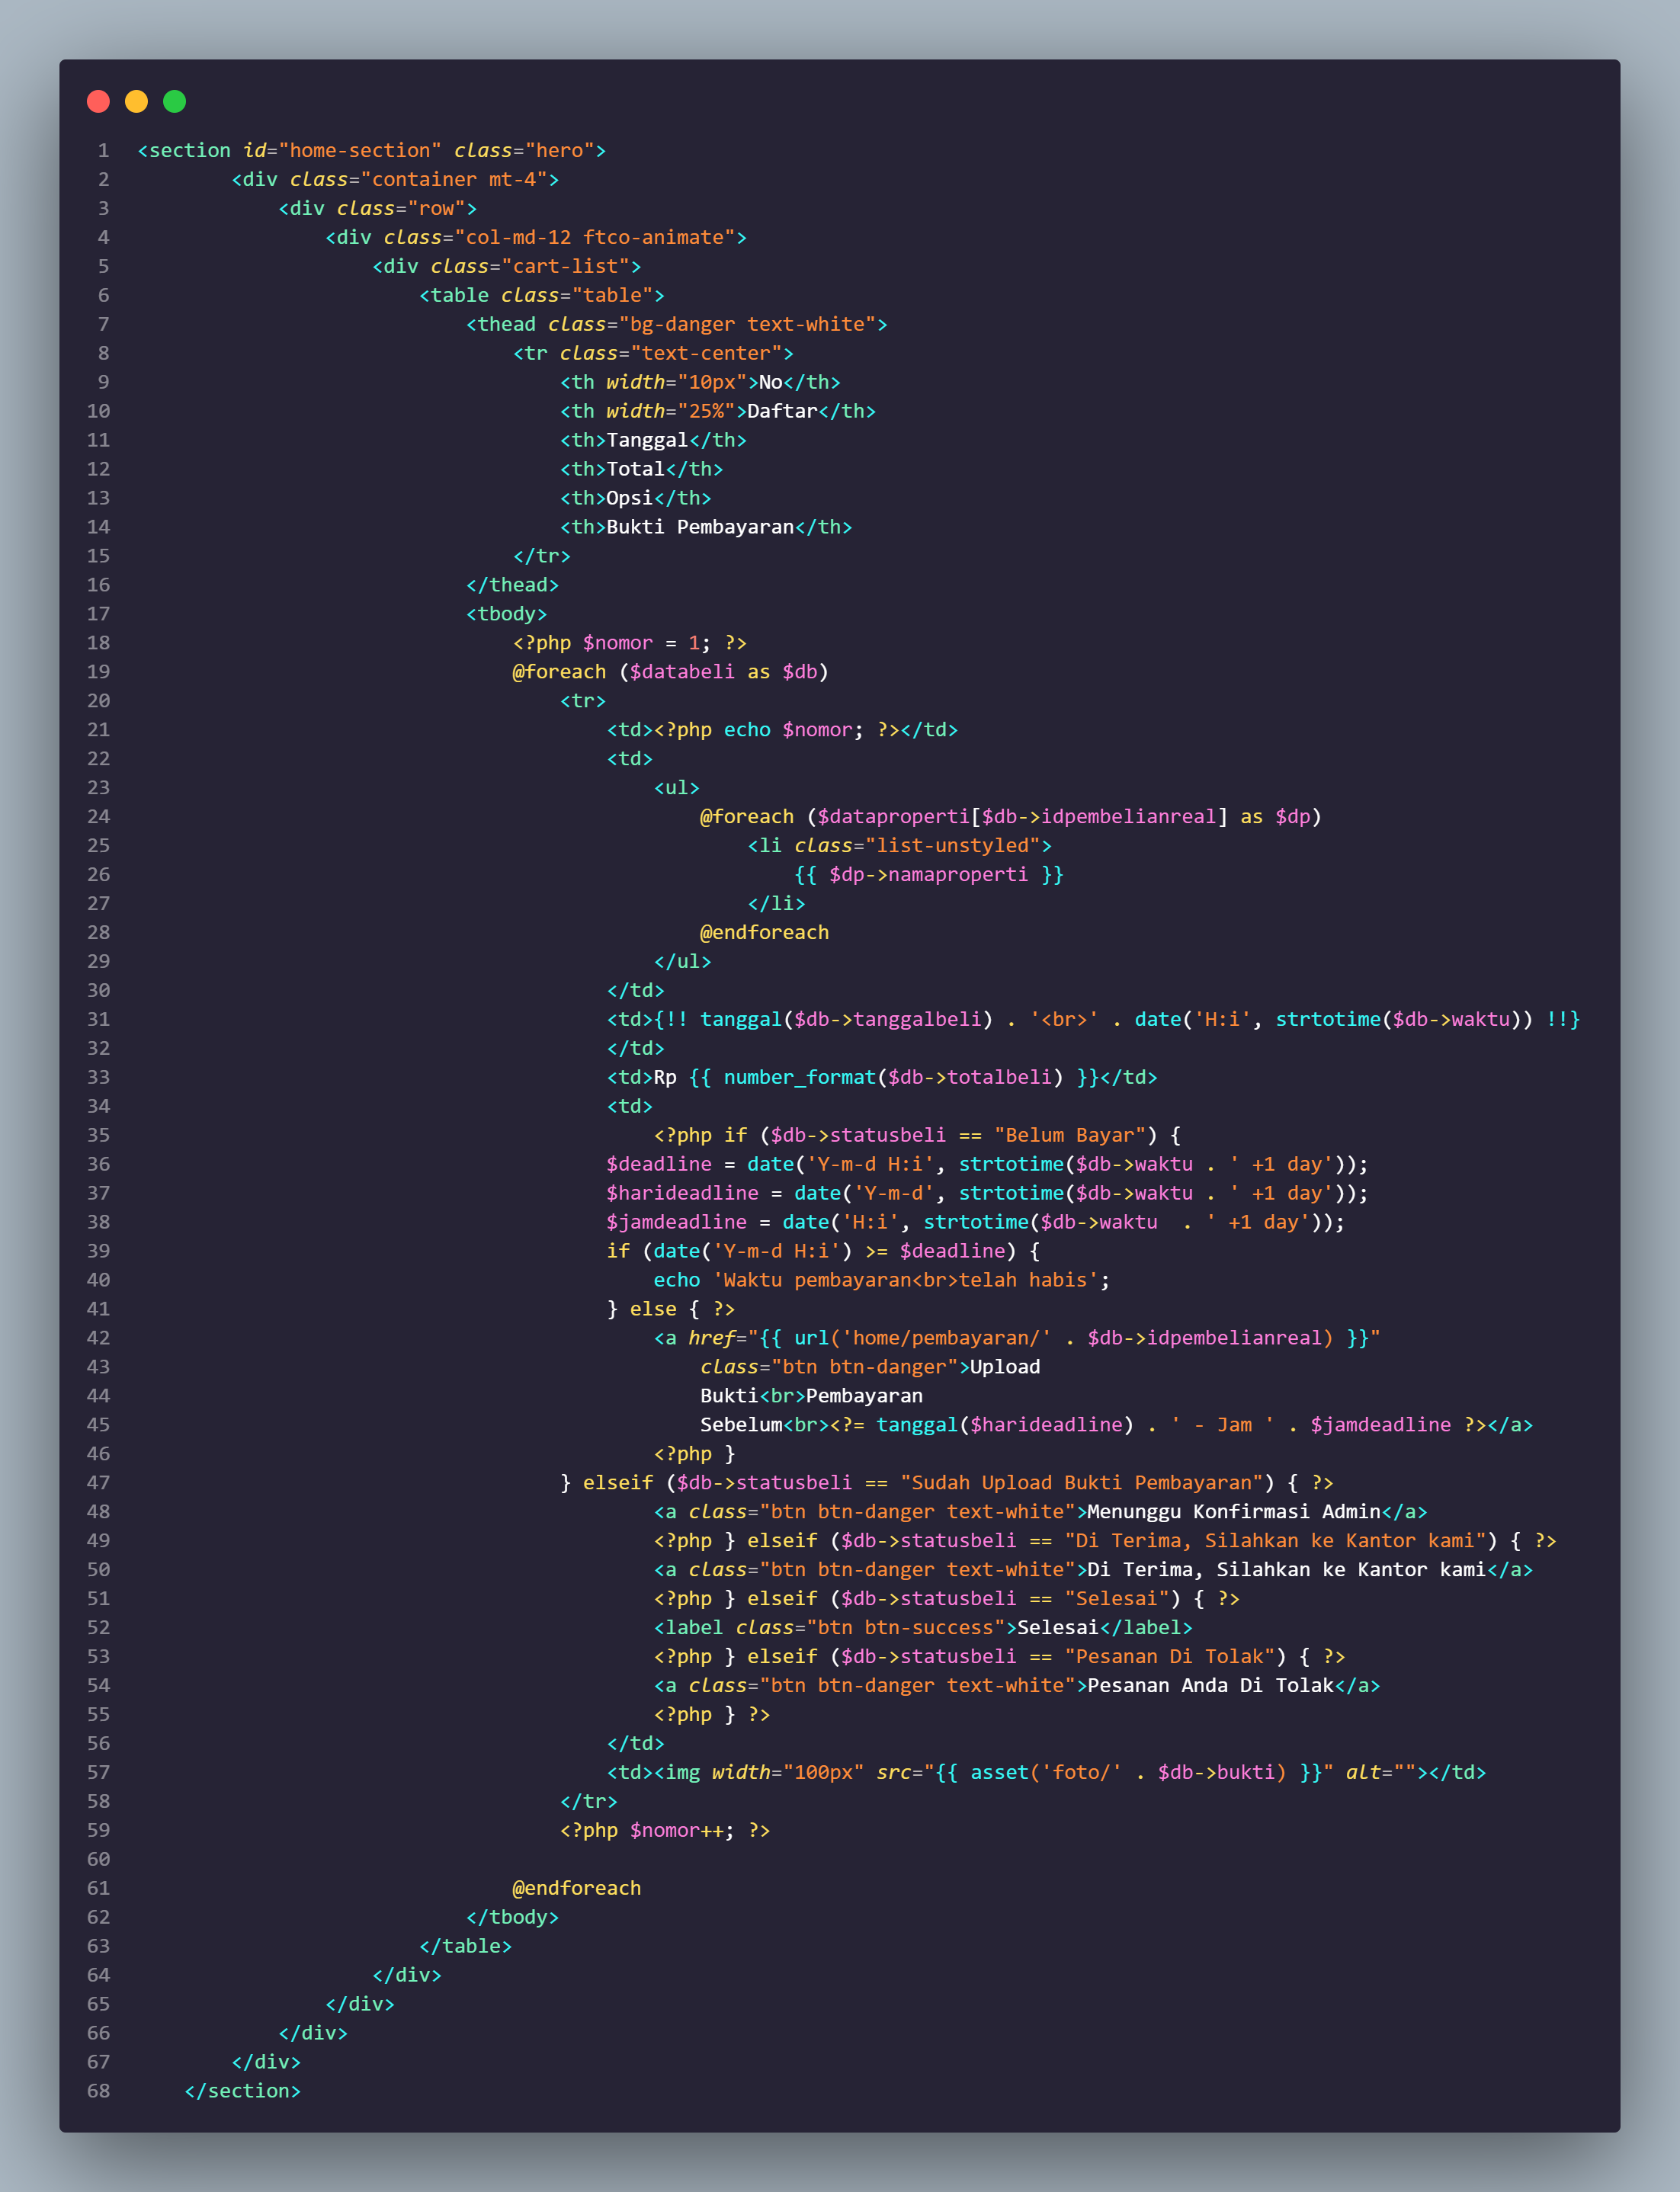 1 <section id="home-section" class="hero">
2         <div class="container mt-4">
3             <div class="row">
4                 <div class="col-md-12 ftco-animate">
5                     <div class="cart-list">
6                         <table class="table">
7                             <thead class="bg-danger text-white">
8                                 <tr class="text-center">
9                                     <th width="10px">No</th>
10                                     <th width="25%">Daftar</th>
11                                     <th>Tanggal</th>
12                                     <th>Total</th>
13                                     <th>Opsi</th>
14                                     <th>Bukti Pembayaran</th>
15                                 </tr>
16                             </thead>
17                             <tbody>
18                                 <?php $nomor = 1; ?>
19                                 @foreach ($databeli as $db)
20                                     <tr>
21                                         <td><?php echo $nomor; ?></td>
22                                         <td>
23                                             <ul>
24                                                 @foreach ($dataproperti[$db->idpembelianreal] as $dp)
25                                                     <li class="list-unstyled">
26                                                         {{ $dp->namaproperti }}
27                                                     </li>
28                                                 @endforeach
29                                             </ul>
30                                         </td>
31                                         <td>{!! tanggal($db->tanggalbeli) . '<br>' . date('H:i', strtotime($db->waktu)) !!}
32                                         </td>
33                                         <td>Rp {{ number_format($db->totalbeli) }}</td>
34                                         <td>
35                                             <?php if ($db->statusbeli == "Belum Bayar") {
36                                         $deadline = date('Y-m-d H:i', strtotime($db->waktu . ' +1 day'));
37                                         $harideadline = date('Y-m-d', strtotime($db->waktu . ' +1 day'));
38                                         $jamdeadline = date('H:i', strtotime($db->waktu  . ' +1 day'));
39                                         if (date('Y-m-d H:i') >= $deadline) {
40                                             echo 'Waktu pembayaran<br>telah habis';
41                                         } else { ?>
42                                             <a href="{{ url('home/pembayaran/' . $db->idpembelianreal) }}"
43                                                 class="btn btn-danger">Upload
44                                                 Bukti<br>Pembayaran
45                                                 Sebelum<br><?= tanggal($harideadline) . ' - Jam ' . $jamdeadline ?></a>
46                                             <?php }
47                                     } elseif ($db->statusbeli == "Sudah Upload Bukti Pembayaran") { ?>
48                                             <a class="btn btn-danger text-white">Menunggu Konfirmasi Admin</a>
49                                             <?php } elseif ($db->statusbeli == "Di Terima, Silahkan ke Kantor kami") { ?>
50                                             <a class="btn btn-danger text-white">Di Terima, Silahkan ke Kantor kami</a>
51                                             <?php } elseif ($db->statusbeli == "Selesai") { ?>
52                                             <label class="btn btn-success">Selesai</label>
53                                             <?php } elseif ($db->statusbeli == "Pesanan Di Tolak") { ?>
54                                             <a class="btn btn-danger text-white">Pesanan Anda Di Tolak</a>
55                                             <?php } ?>
56                                         </td>
57                                         <td><img width="100px" src="{{ asset('foto/' . $db->bukti) }}" alt=""></td>
58                                     </tr>
59                                     <?php $nomor++; ?>
60
61                                 @endforeach
62                             </tbody>
63                         </table>
64                     </div>
65                 </div>
66             </div>
67         </div>
68     </section>